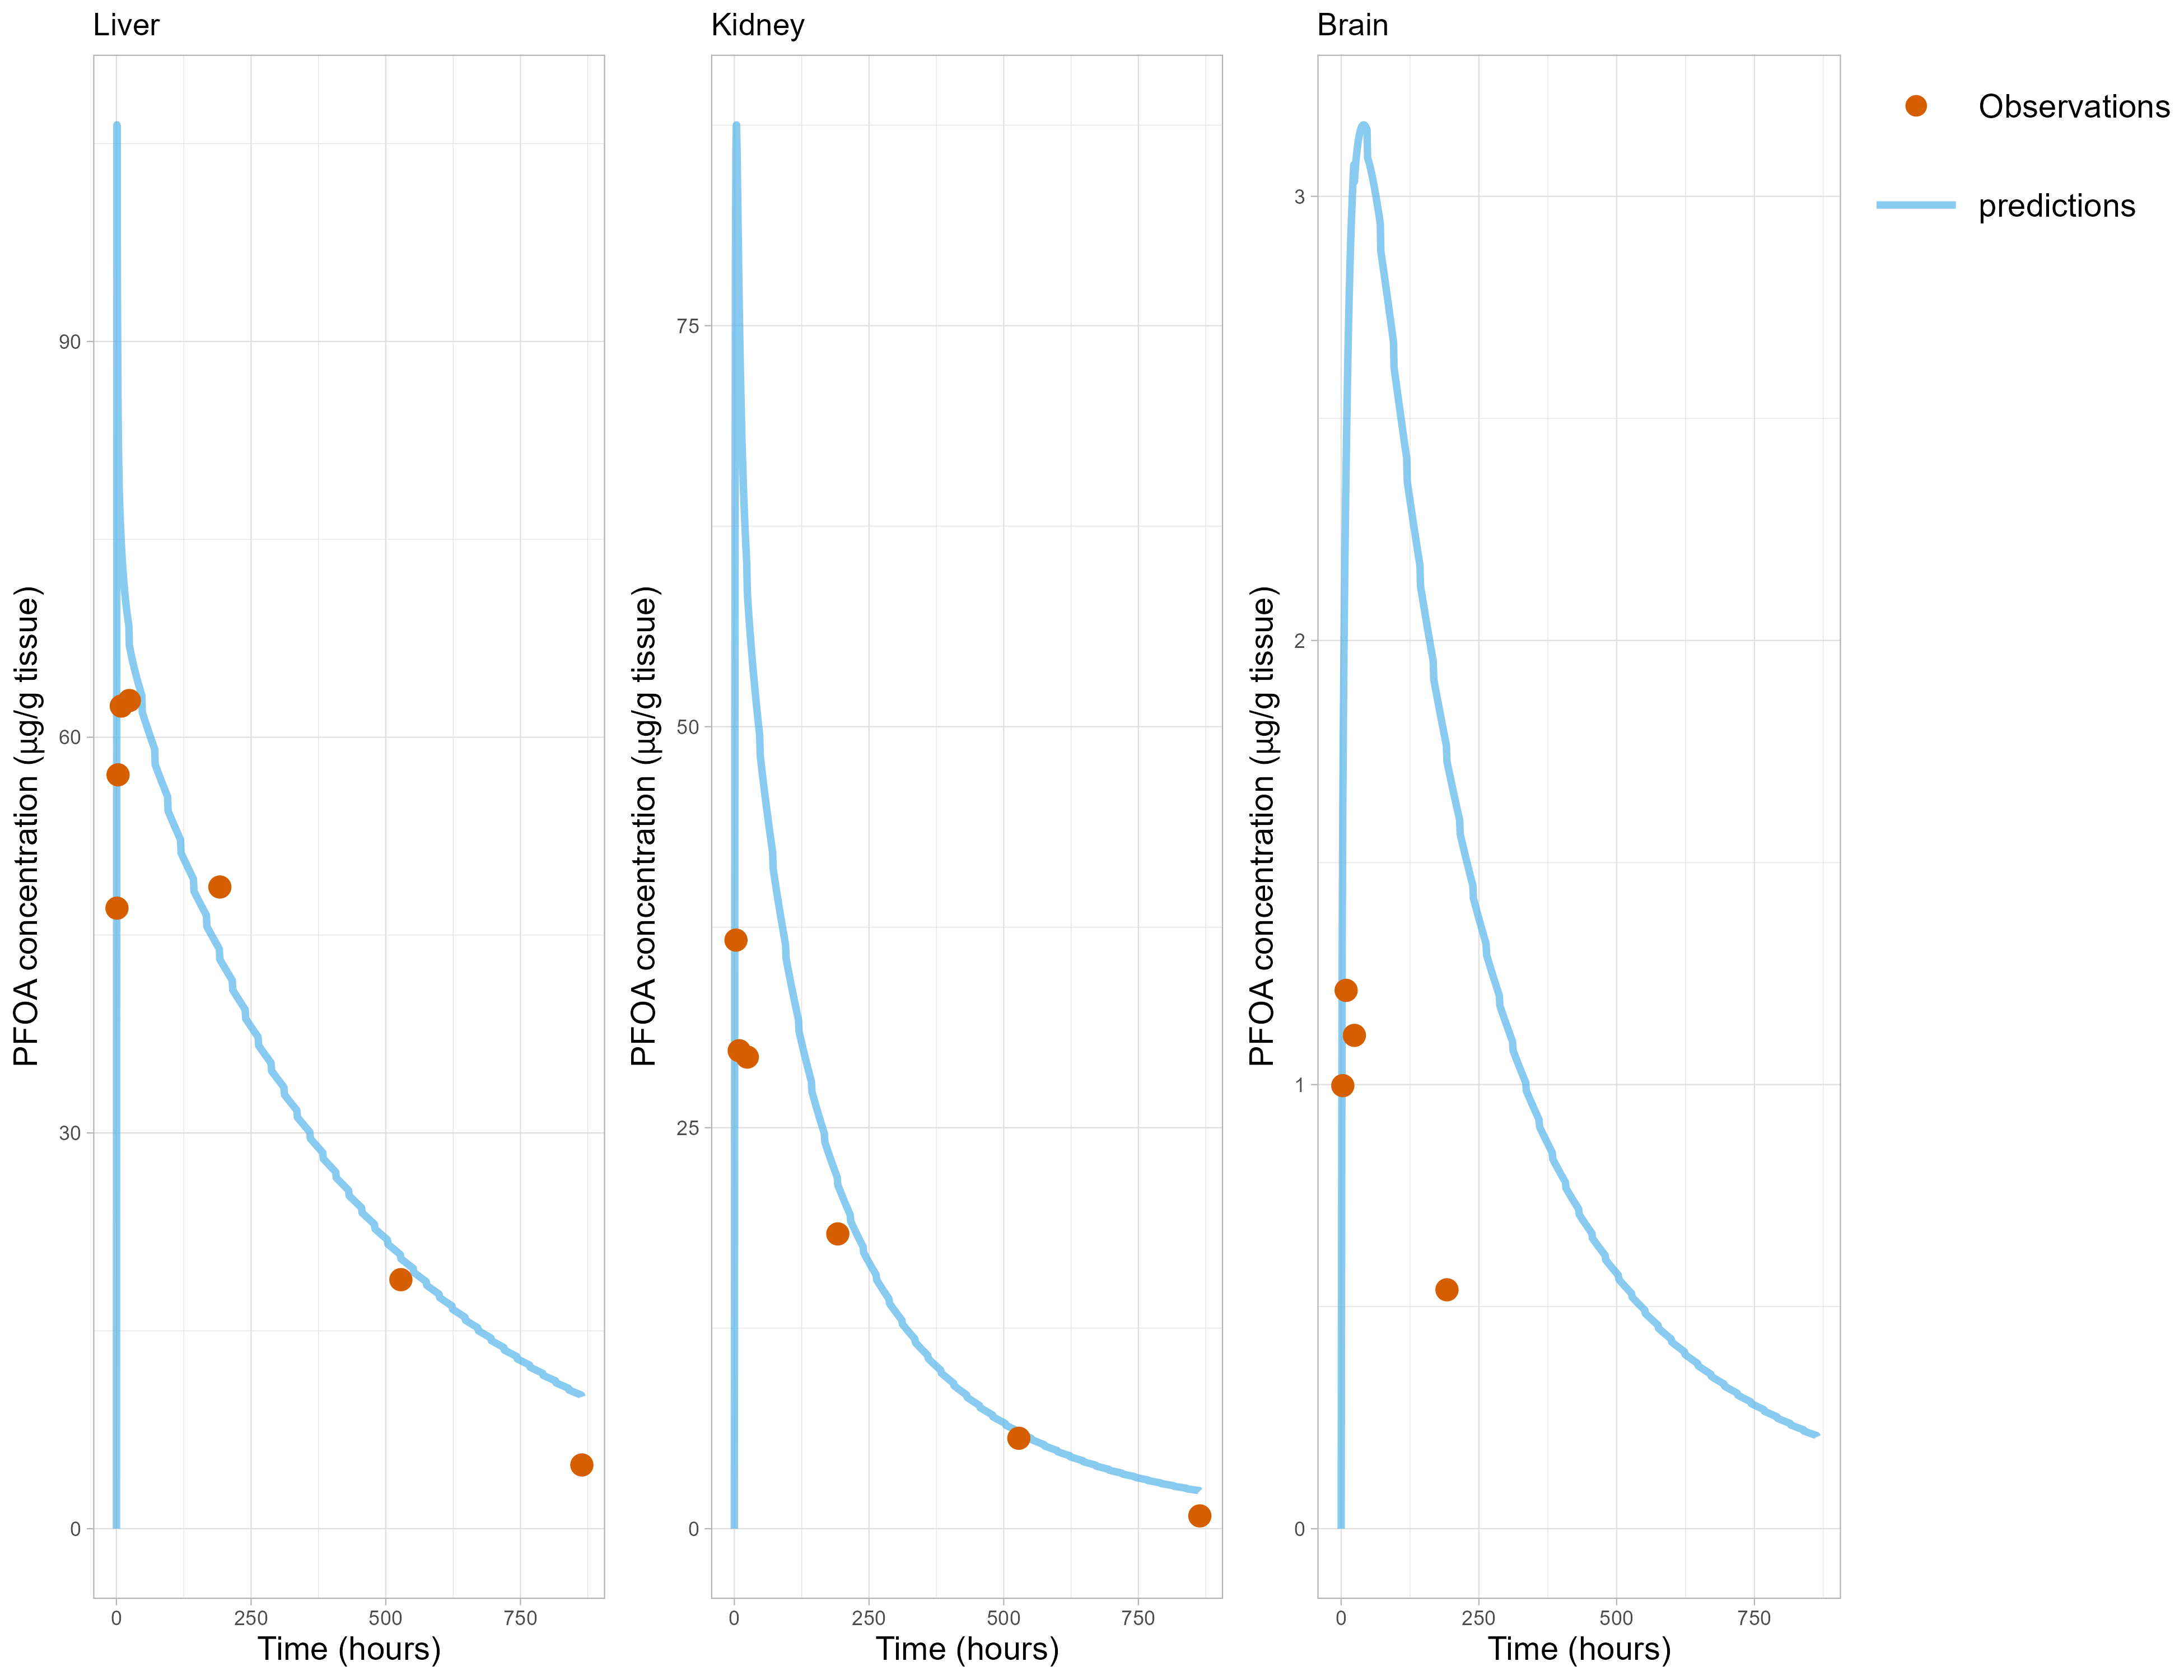 Liver
PFOA concentration (µg/g tissue)
90
60
30
0
0 250 500 750
Time (hours)
Kidney
PFOA concentration (µg/g tissue)
75
50
25
0
0 250 500 750
Time (hours)
Brain
PFOA concentration (µg/g tissue)
3
2
1
0
0 250 500 750
Time (hours)
Observations
predictions